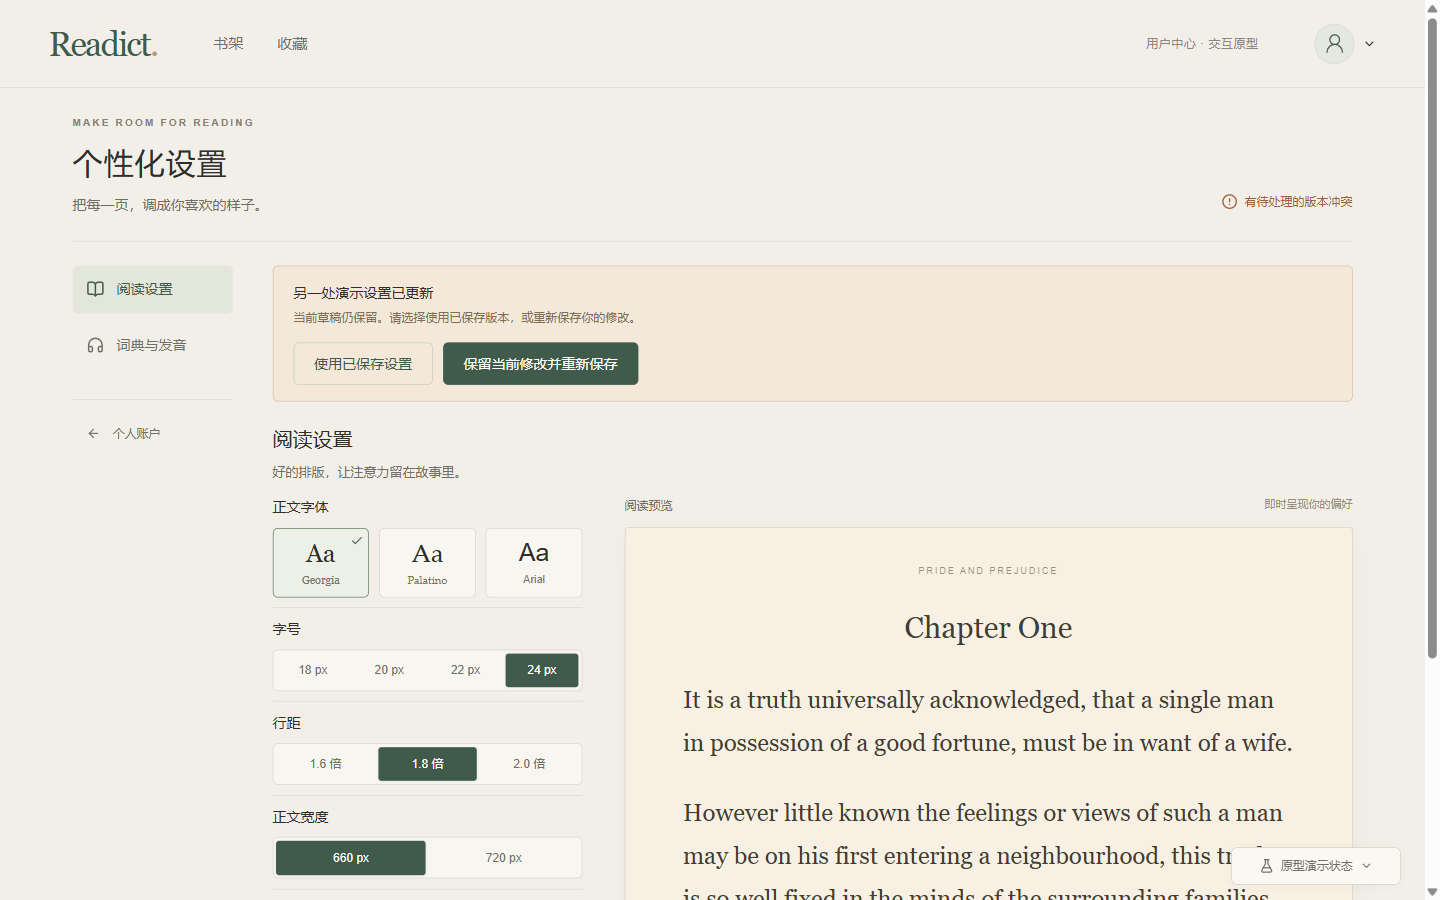 Readict.
书架
收藏
用户中心 · 交互原型
MAKE ROOM FOR READING
个性化设置
把每一页，调成你喜欢的样子。
有待处理的版本冲突
阅读设置
词典与发音
个人账户
另一处演示设置已更新
当前草稿仍保留。请选择使用已保存版本，或重新保存你的修改。
使用已保存设置
保留当前修改并重新保存
阅读设置
好的排版，让注意力留在故事里。
正文字体
Aa
Georgia
Aa
Palatino
Aa
Arial
字号
18 px
20 px
22 px
24 px
行距
1.6 倍
1.8 倍
2.0 倍
正文宽度
660 px
720 px
阅读预览
即时呈现你的偏好
PRIDE AND PREJUDICE
Chapter One
It is a truth universally acknowledged, that a single man
in possession of a good fortune, must be in want of a wife.
However little known the feelings or views of such a man
may be on his first entering a neighbourhood, this
is so well fixed in the minds of the surrounding families,
原型演示状态